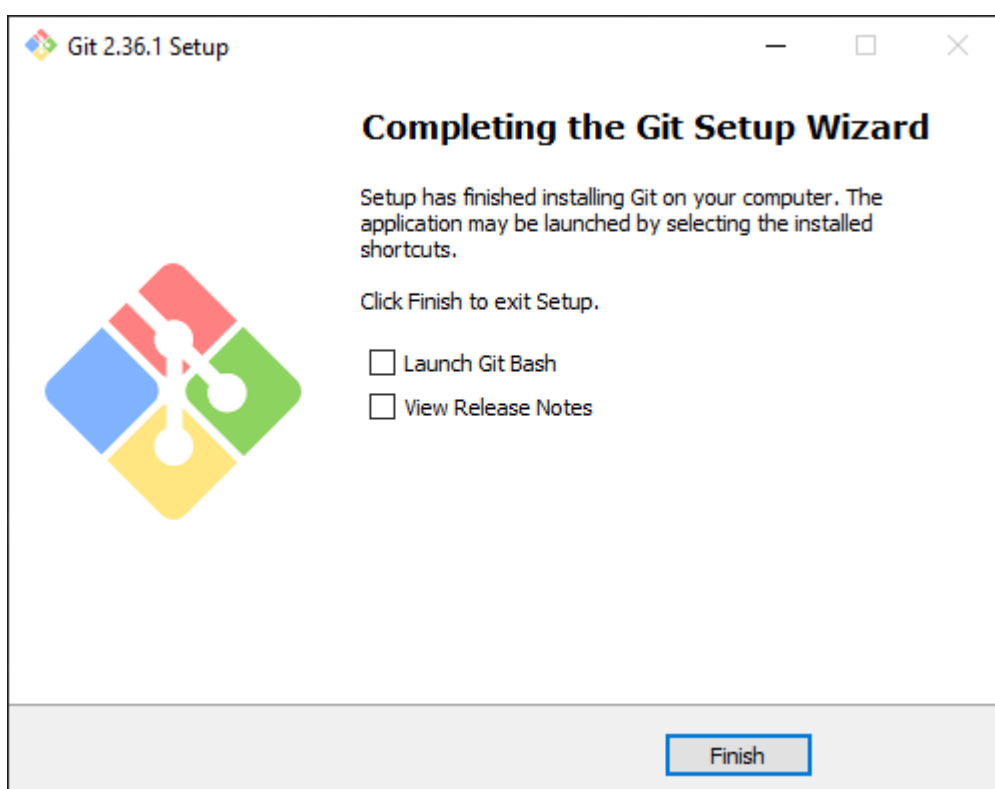 Git 2.36.1 Setup
Completing the Git Setup Wizard
Setup has finished installing Git on your computer. The
application may be launched by selecting the installed
shortcuts.
Click Finish to exit Setup.
Launch Git Bash
View Release Notes
Finish